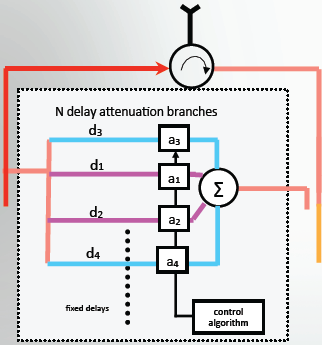 N delay attenuation branches
d3
a3
d1
a1
Σ
d2
a2
d4
a4
fixed delays
control
algorithm